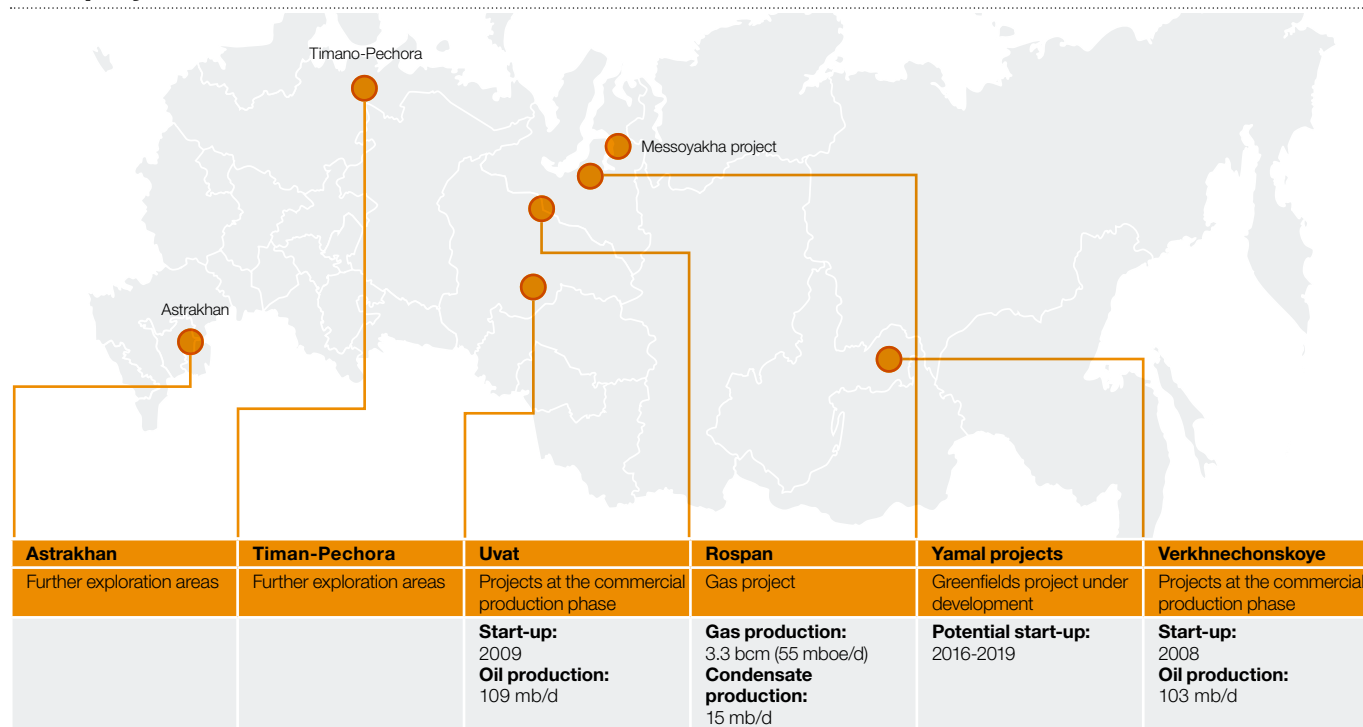 Timano-Pechora
Messoyakha project
Astrakhan
Astrakhan
Further exploration areas
Timan-Pechora
Further exploration areas
Uvat
Projects at the commercial
production phase
Start-up:
2009
Oil production:
109 mb/d
Rospan
Gas project
Gas production:
3.3 bcm (55 mboe/d)
Condensate
production:
15 mb/d
Yamal projects
Greenfields project under
development
Potential start-up:
2016-2019
Verkhnechonskoye
Projects at the commercial
production phase
Start-up:
2008
Oil production:
103 mb/d